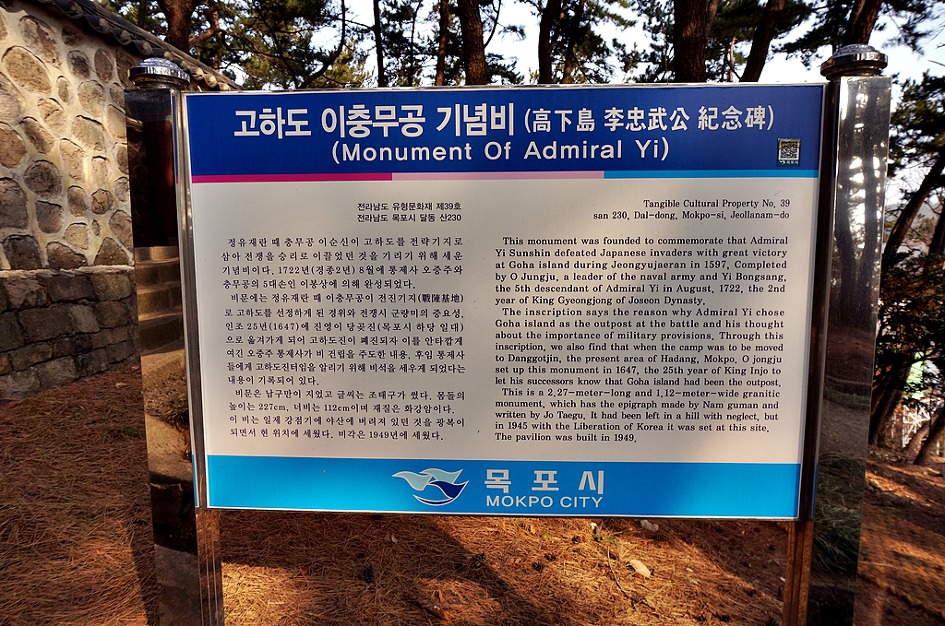 고하도 이충무공 기념비 (高下島 李忠武公 紀念碑)
(Monument Of Admiral Yi)
전라남도 유형문화재 제39호
전라남도 목포시 달동 산230
정유재란 때 충무공 이순신이 고하도를 전략기지로
삼아 전쟁을 승리로 이끌었던 것을 기리기 위해 세운
기념비이다. 1722년(경종2년) 8월에 통제사 오중주와
충무공의 5대손인 이봉상에 의해 완성되었다.
비문에는 정유재란 때 이충무공이 전진기지(戰陣基地)
로 고하도를 선정하게 된 경위와 전쟁시 군량미의 중요성,
인조 25년(1647)에 진영이 당곶진(목포시 하당 일대)
으로 옮겨가게 되어 고하도진이 폐진되자 이를 안타깝게
여긴 오중주 통제사가 비 건립을 주도한 내용, 후임 통제사
들에게 고하도진터임을 알리기 위해 비석을 세우게 되었다는
내용이 기록되어 있다.
비문은 남구만이 지었고 글씨는 조태구가 썼다. 몸돌의
높이는 227cm, 너비는 112cm이며 재질은 화강암이다.
이 비는 일제 강점기에 야산에 버려져 있던 것을 광복이
되면서 현 위치에 세웠다. 비각은 1949년에 세웠다.
Tangible Cultural Property No. 39
san 230, Dal-dong, Mokpo-si, Jeollanam-do
This monument was founded to commemorate that Admiral
Yi Sunshin defeated Japanese invaders with great victory
at Goha island during Jeongyujeran in 1597. Completed
by O Jungju, a leader of the naval army and Yi Bongsang,
the 5th descendant of Admiral Yi in August, 1722, the 2nd
year of King Gyeongjong of Joseon Dynasty.
The inscription says the reason why Admiral Yi chose
Goha island as the outpost at the battle and his thought
about the importance of military provisions. Through this
inscription, we also find that when the camp was to be moved
to Danggotjin, the present area of Hadang, Mokpo, O jongju
set up this monument in 1647, the 25th year of King Injo to
let his successors know that Goha island had been the outpost.
This is a 2.27-meter-long and 1.12-meter-wide granitic
monument, which has the epigraph made by Nam guman and
written by Jo Taegu. It had been left in a hill with neglect, but
in 1945 with the Liberation of Korea it was set at this site.
The pavilion was built in 1949.
목포시
MOKPO CITY